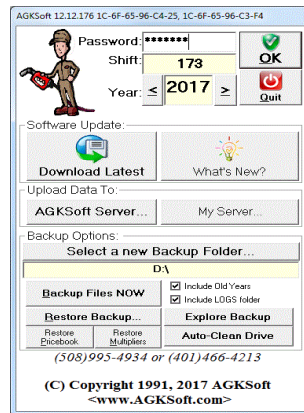 AGKSoft 12.12.176 1C-6F-65-96-C4-25, 1C-6F-65-96-C3-F4
Password: *******
OK
Shift: 173
Year: < 2017 >
Quit
Software Update:
Download Latest
What's New?
Upload Data To:
AGKSoft Server...
My Server...
Backup Options:
Select a new Backup Folder...
D:\
Backup Files NOW
Include Old Years
Include LOGS folder
Restore Backup...
Explore Backup
Restore Pricebook
Restore Multipliers
Auto-Clean Drive
(508)995-4934 or (401)466-4213
(C) Copyright 1991, 2017 AGKSoft
<www.AGKSoft.com>